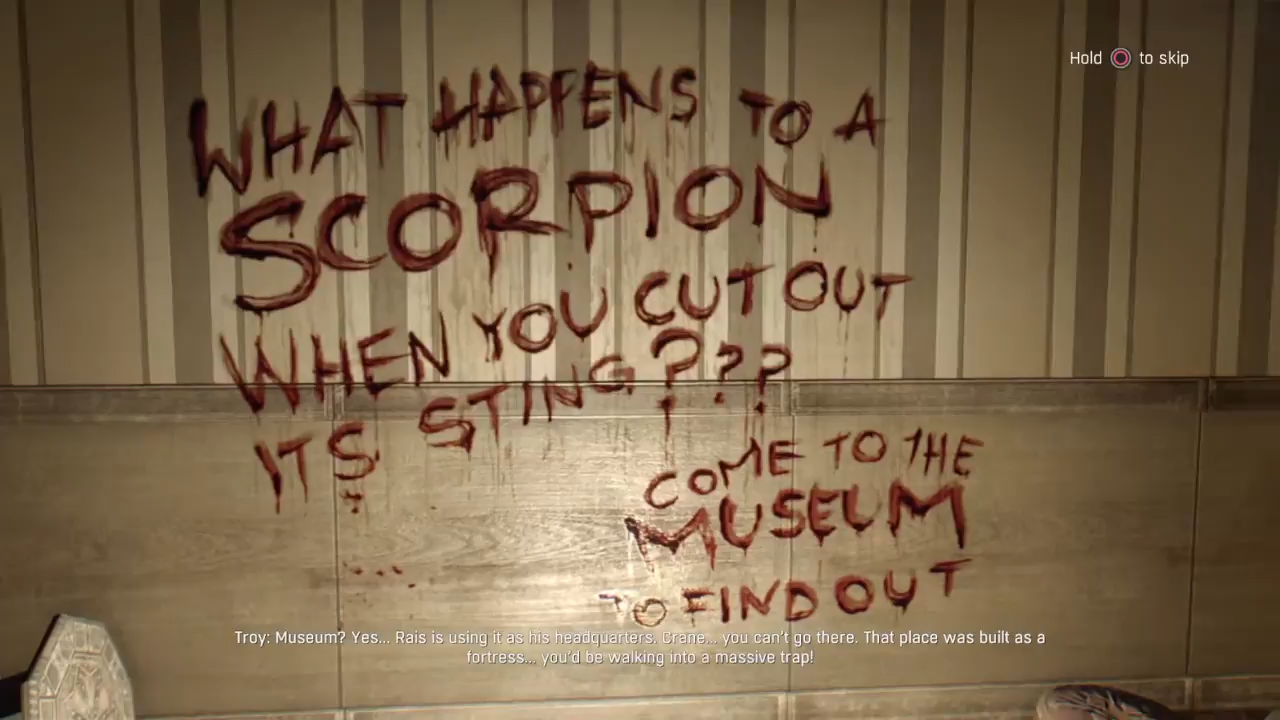 Hold to skip
WHAT HAPPENS TO A
SCORPION
WHEN YOU CUT OUT
ITS STING???
COME TO THE
MUSEUM
TO FIND OUT
Troy: Museum? Yes... Rais is using it as his headquarters. Crane... you can't go there. That place was built as a
fortress... you'd be walking into a massive trap!